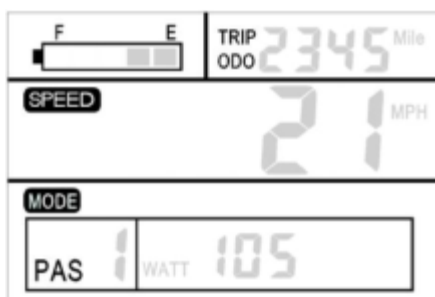 F E
TRIP 2345 Mile
ODO
SPEED
21 MPH
MODE
PAS 1 WATT 105